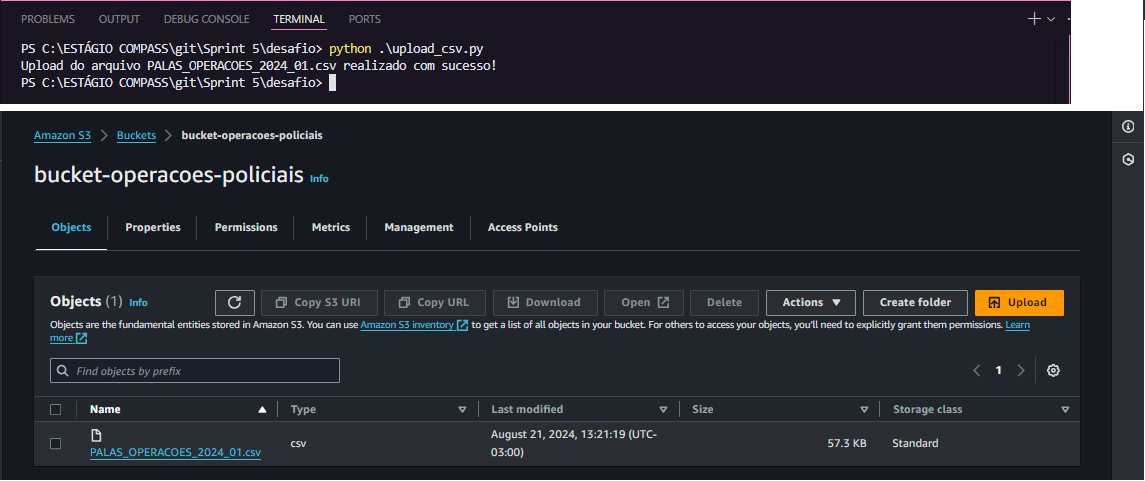 PROBLEMS OUTPUT DEBUG CONSOLE TERMINAL PORTS
PS C:\ESTÁGIO COMPASS\git\Sprint 5\desafio> python .\upload_csv.py
Upload do arquivo PALAS_OPERACOES_2024_01.csv realizado com sucesso!
PS C:\ESTÁGIO COMPASS\git\Sprint 5\desafio>
Amazon S3 > Buckets > bucket-operacoes-policiais
bucket-operacoes-policiais Info
Objects Properties Permissions Metrics Management Access Points
Objects (1) Info Copy S3 URI Copy URL Download Open Delete Actions Create folder Upload
Objects are the fundamental entities stored in Amazon S3. You can use Amazon S3 inventory to get a list of all objects in your bucket. For others to access your objects, you'll need to explicitly grant them permissions. Learn
more
Find objects by prefix 1
Name Type Last modified Size Storage class
PALAS_OPERACOES_2024_01.csv csv August 21, 2024, 13:21:19 (UTC-
03:00) 57.3 KB Standard